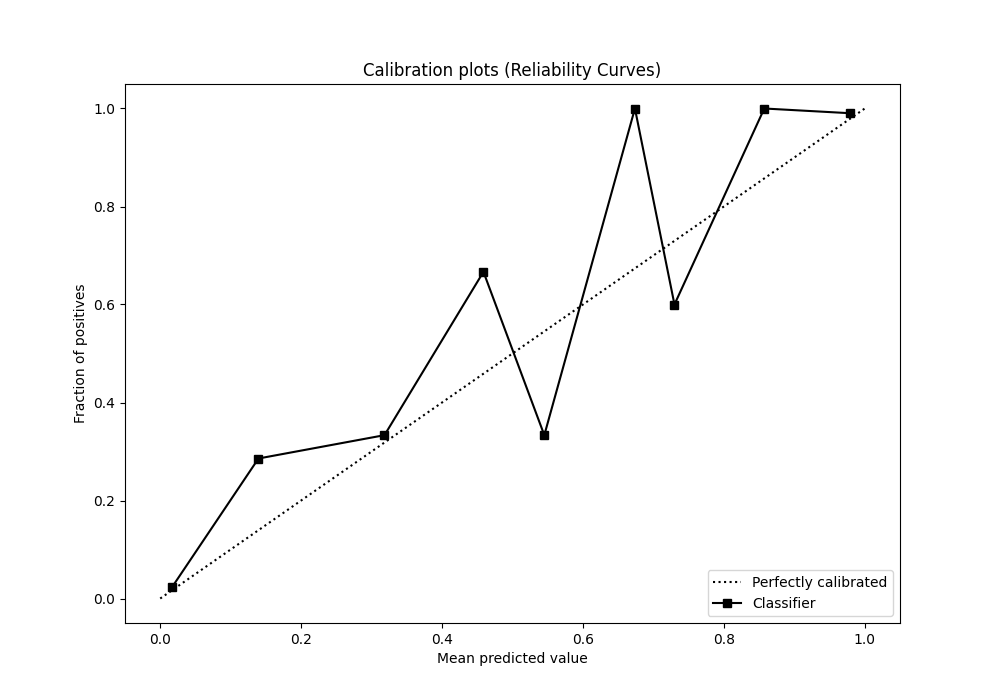 Calibration plots (Reliability Curves)
Fraction of positives
1.0
0.8
0.6
0.4
0.2
0.0
0.0 0.2 0.4 0.6 0.8 1.0
Mean predicted value
Perfectly calibrated
Classifier